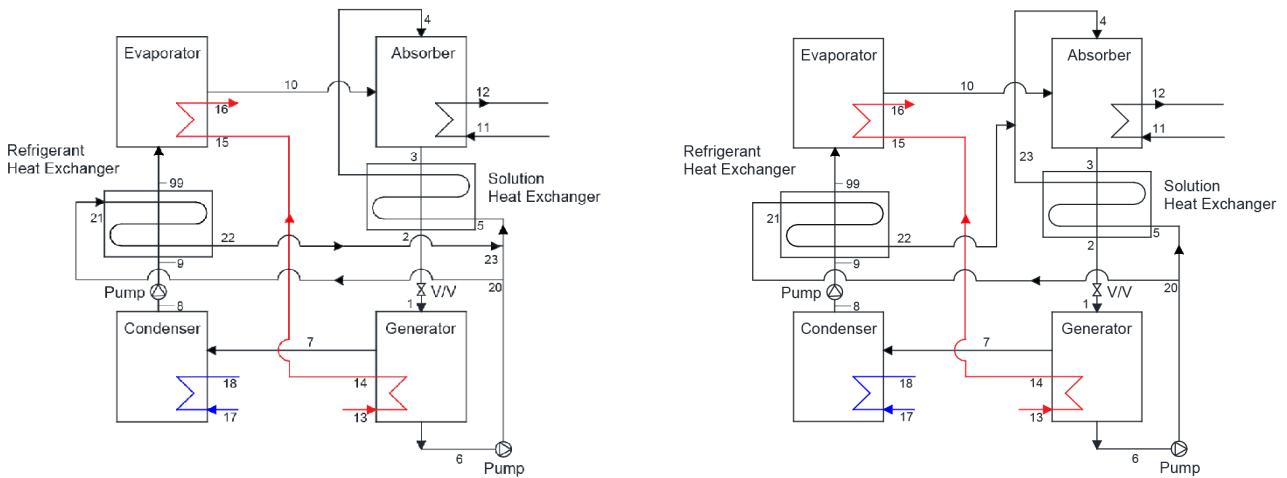 4
Evaporator
Absorber
10
12
16
11
15
3
Refrigerant
Heat Exchanger
Solution
Heat Exchanger
99
21
5
22
2
23
9
20
Pump
V/V
8
1
Condenser
Generator
7
18
14
17
13
6
Pump
4
Evaporator
Absorber
10
12
16
11
15
23
3
Refrigerant
Heat Exchanger
Solution
Heat Exchanger
99
21
5
22
2
9
20
Pump
V/V
8
1
Condenser
Generator
7
18
14
17
13
6
Pump